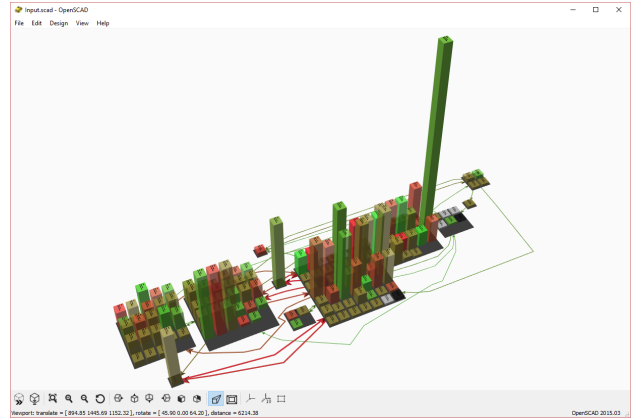 Input.scad - OpenSCAD
File Edit Design View Help
Viewport: translate = [ 894.85 1445.69 1152.32 ], rotate = [ 45.90 0.00 64.20 ], distance = 6214.38
OpenSCAD 2015.03